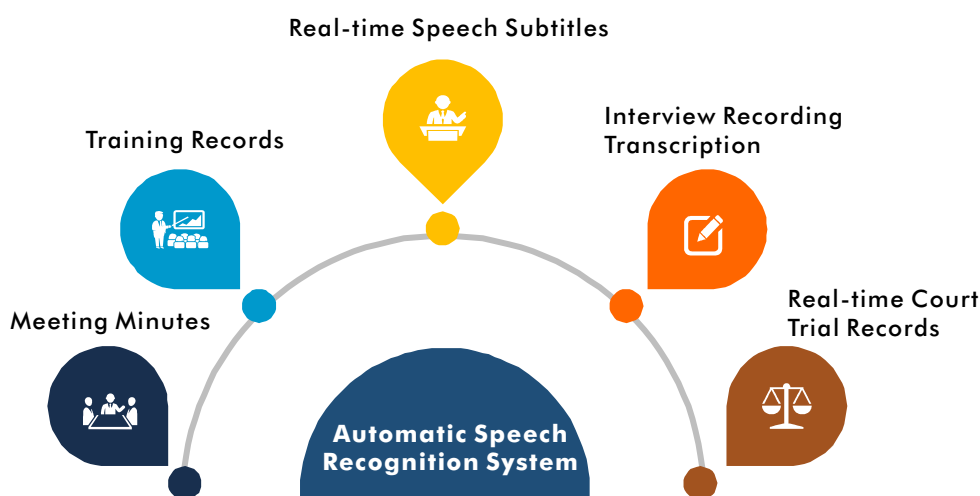 Real-time Speech Subtitles
Training Records
Interview Recording
Transcription
Meeting Minutes
Real-time Court
Trial Records
Automatic Speech
Recognition System